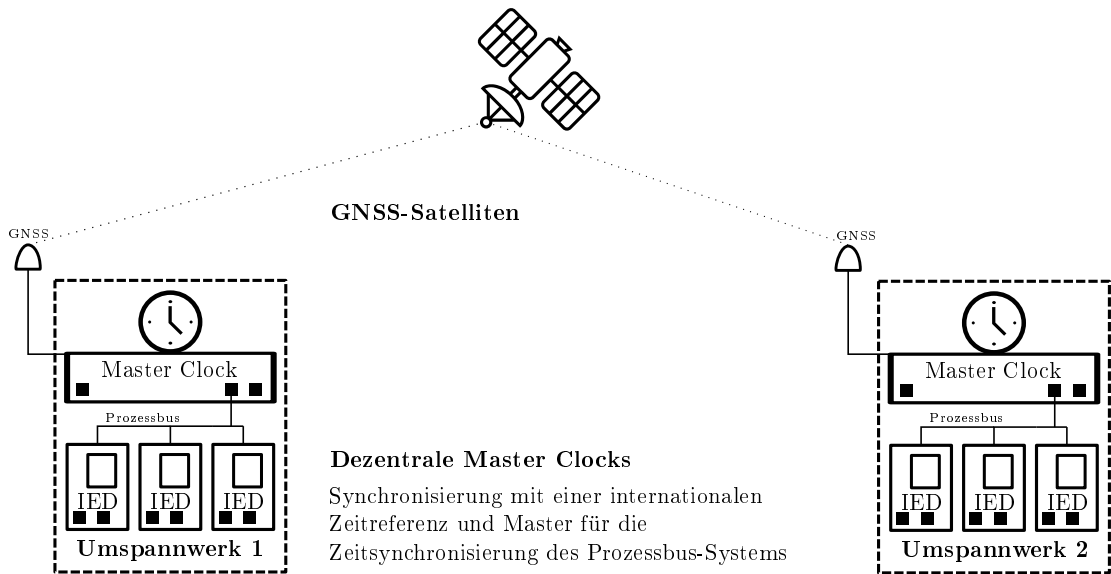 GNSS-Satelliten
GNSS
GNSS
Master Clock
Prozessbus
IED IED IED
Umspannwerk 1
Dezentrale Master Clocks
Synchronisierung mit einer internationalen
Zeitreferenz und Master für die
Zeitsynchronisierung des Prozessbus-Systems
Master Clock
Prozessbus
IED IED IED
Umspannwerk 2